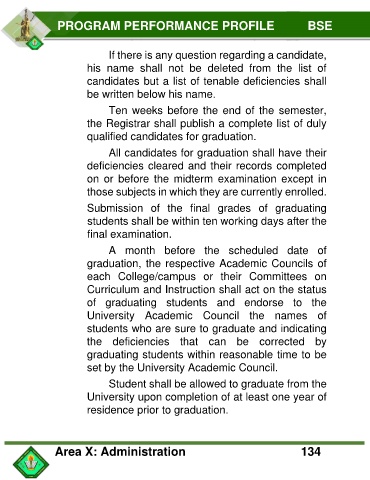 PROGRAM PERFORMANCE PROFILE BSE
If there is any question regarding a candidate,
his name shall not be deleted from the list of
candidates but a list of tenable deficiencies shall
be written below his name.
Ten weeks before the end of the semester,
the Registrar shall publish a complete list of duly
qualified candidates for graduation.
All candidates for graduation shall have their
deficiencies cleared and their records completed
on or before the midterm examination except in
those subjects in which they are currently enrolled.
Submission of the final grades of graduating
students shall be within ten working days after the
final examination.
A month before the scheduled date of
graduation, the respective Academic Councils of
each College/campus or their Committees on
Curriculum and Instruction shall act on the status
of graduating students and endorse to the
University Academic Council the names of
students who are sure to graduate and indicating
the deficiencies that can be corrected by
graduating students within reasonable time to be
set by the University Academic Council.
Student shall be allowed to graduate from the
University upon completion of at least one year of
residence prior to graduation.
Area X: Administration 134